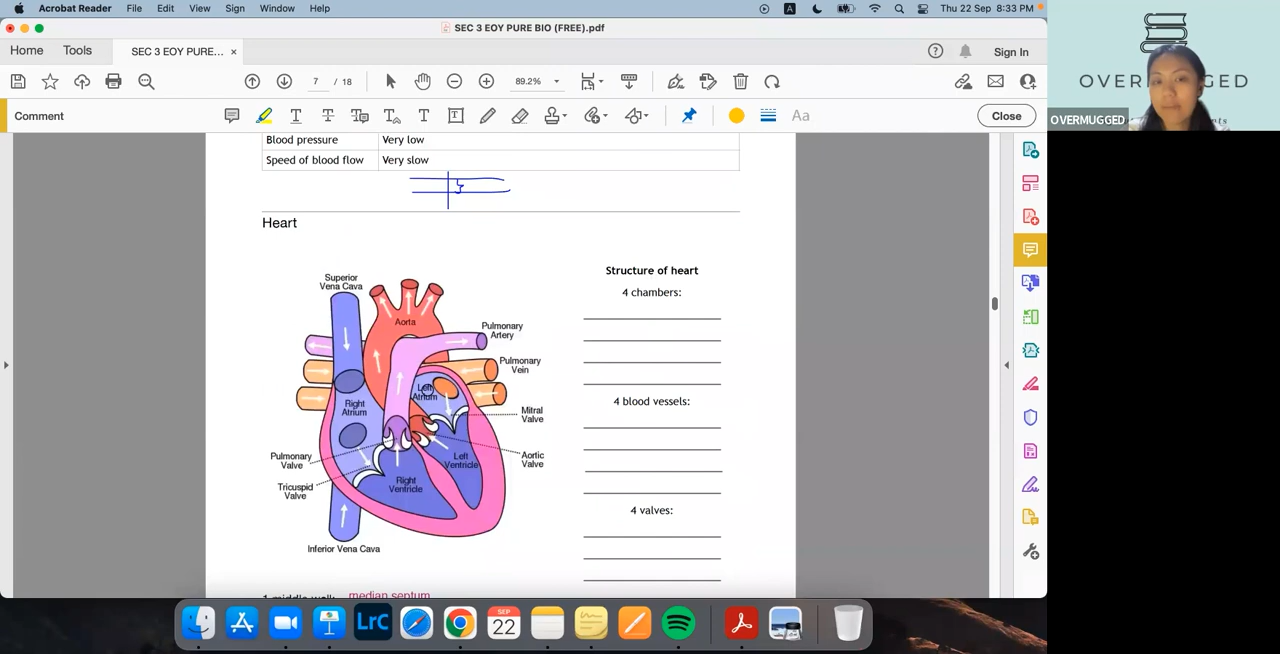 Acrobat Reader File Edit View Sign Window Help
Thu 22 Sep 8:33 PM
SEC 3 EOY PURE BIO (FREE).pdf
Home Tools SEC 3 EOY PURE... × Sign In
7 / 18 89.2%
Comment Aa Close
OVERMUGGED
OVERMUGGED
Blood pressure Very low
Speed of blood flow Very slow
Heart
Superior
Vena Cava
Aorta
Pulmonary
Artery
Pulmonary
Vein
Left
Atrium
Right
Atrium
Mitral
Valve
Pulmonary
Valve
Left
Ventricle
Aortic
Valve
Right
Ventricle
Tricuspid
Valve
Inferior Vena Cava
Structure of heart
4 chambers:
4 blood vessels:
4 valves:
median septum
LrC
SEP
22